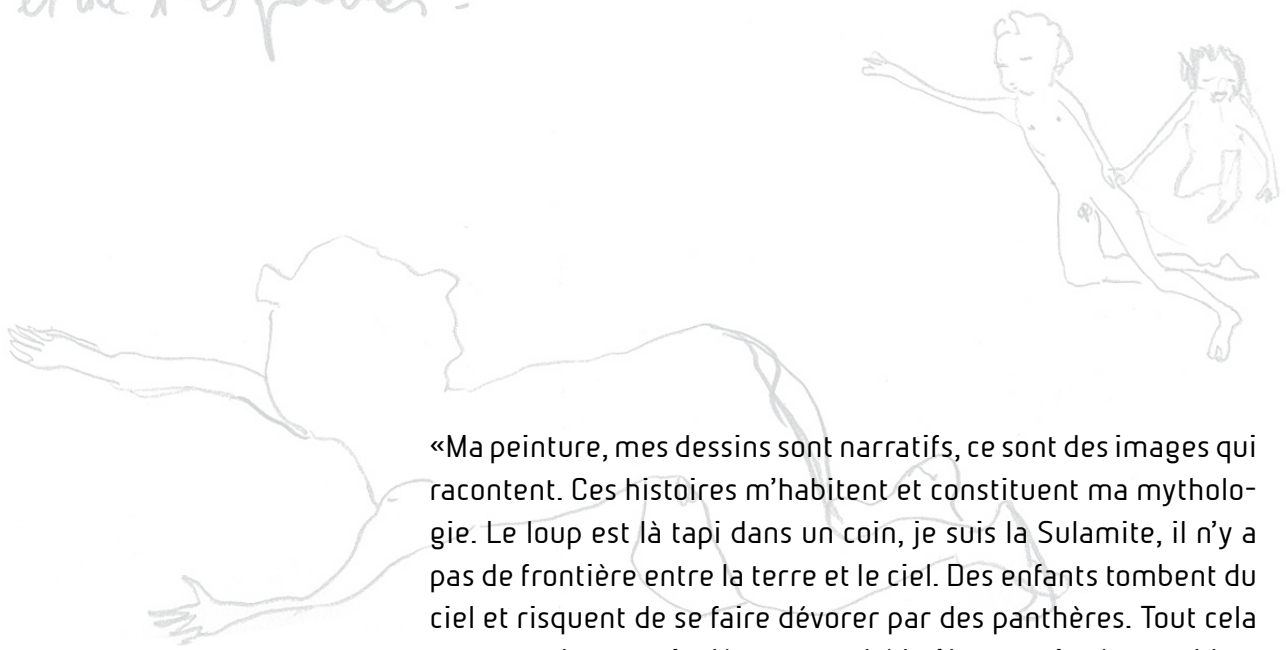 «Ma peinture, mes dessins sont narratifs, ce sont des images qui
racontent. Ces histoires m’habitent et constituent ma mytholo-
gie. Le loup est là tapi dans un coin, je suis la Sulamite, il n’y a
pas de frontière entre la terre et le ciel. Des enfants tombent du
ciel et risquent de se faire dévorer par des panthères. Tout cela